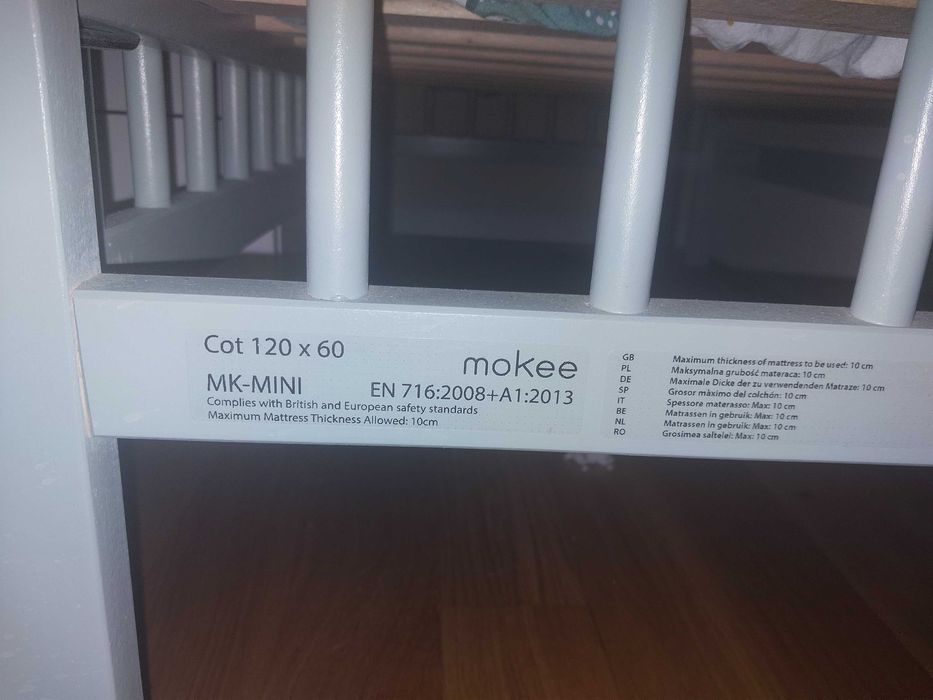 Cot 120 x 60
mokee
MK-MINI
EN 716:2008+A1:2013
Complies with British and European safety standards
Maximum Mattress Thickness Allowed: 10cm
GB Maximum thickness of mattress to be used: 10 cm
PL Maksymalna grubość materaca: 10 cm
DE Maximale Dicke der zu verwendenden Matraze: 10 cm
SP Grosor màximo del colchón: 10 cm
IT Spessore materasso: Max: 10 cm
BE Matrassen in gebruik: Max: 10 cm
NL Matrassen in gebruik: Max: 10 cm
RO Grosimea saltelei: Max: 10 cm